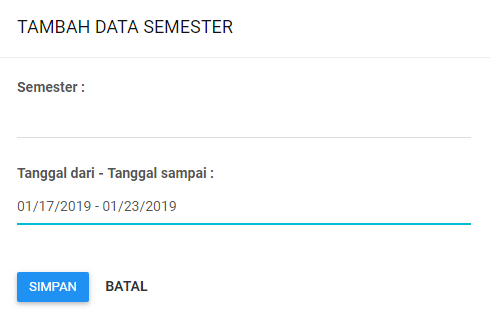 TAMBAH DATA SEMESTER
Semester :
Tanggal dari - Tanggal sampai :
01/17/2019 - 01/23/2019
SIMPAN BATAL